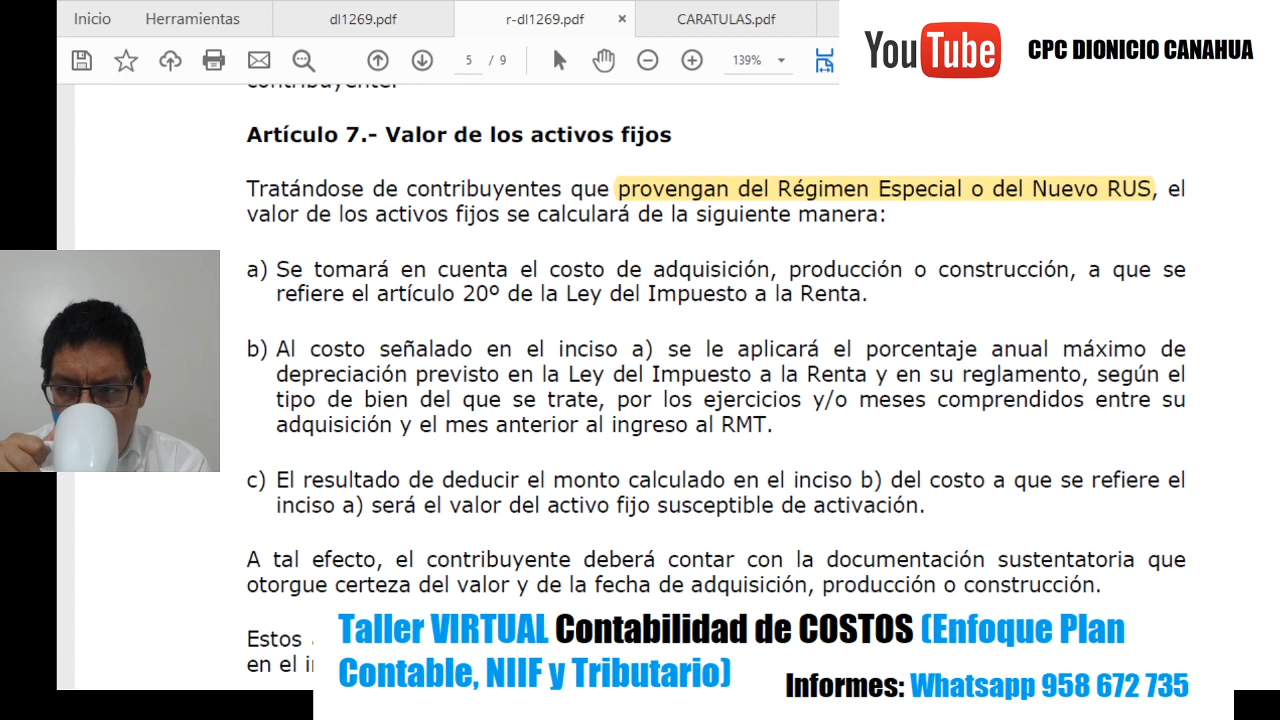 Inicio Herramientas dl1269.pdf r-dl1269.pdf × CARATULAS.pdf
5 / 9 139%
YouTube CPC DIONICIO CANAHUA
contribuyente.
Artículo 7.- Valor de los activos fijos
Tratándose de contribuyentes que provengan del Régimen Especial o del Nuevo RUS, el
valor de los activos fijos se calculará de la siguiente manera:
a) Se tomará en cuenta el costo de adquisición, producción o construcción, a que se
refiere el artículo 20º de la Ley del Impuesto a la Renta.
b) Al costo señalado en el inciso a) se le aplicará el porcentaje anual máximo de
depreciación previsto en la Ley del Impuesto a la Renta y en su reglamento, según el
tipo de bien del que se trate, por los ejercicios y/o meses comprendidos entre su
adquisición y el mes anterior al ingreso al RMT.
c) El resultado de deducir el monto calculado en el inciso b) del costo a que se refiere el
inciso a) será el valor del activo fijo susceptible de activación.
A tal efecto, el contribuyente deberá contar con la documentación sustentatoria que
otorgue certeza del valor y de la fecha de adquisición, producción o construcción.
Estos
en el
Taller VIRTUAL Contabilidad de COSTOS (Enfoque Plan
Contable, NIIF y Tributario)
Informes: Whatsapp 958 672 735